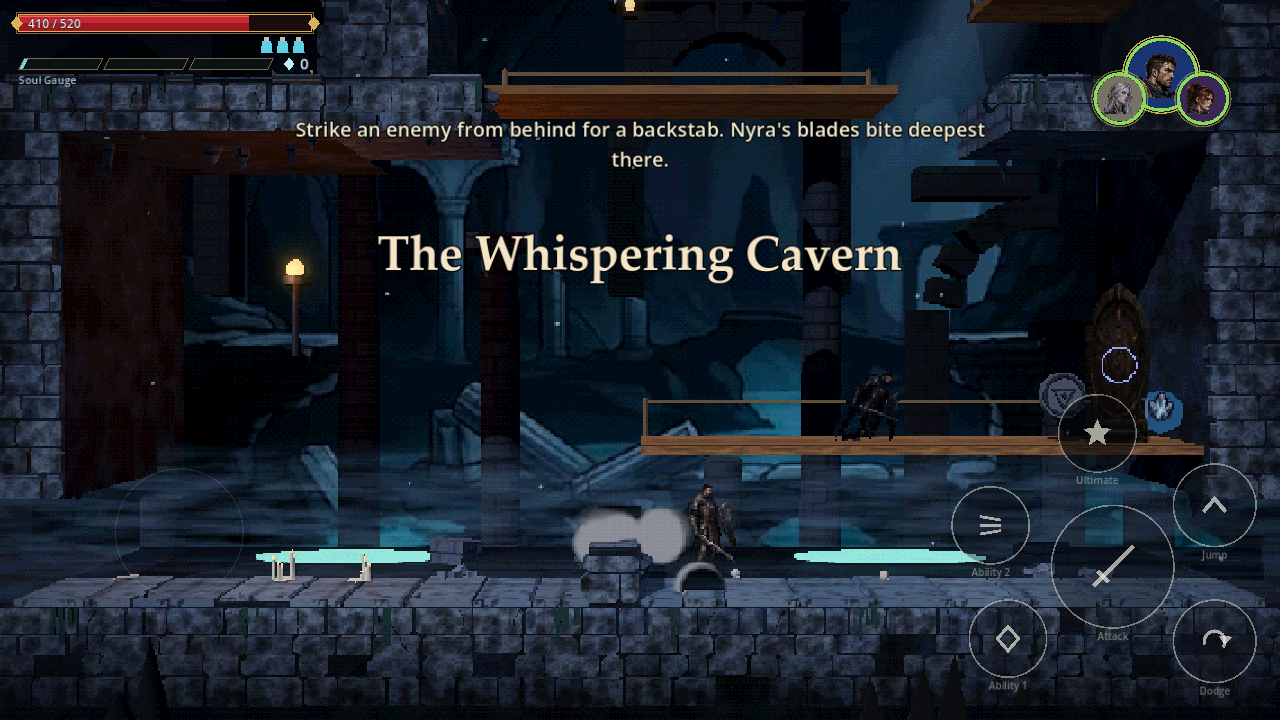 410 / 520
0
Soul Gauge
Strike an enemy from behind for a backstab. Nyra's blades bite deepest
there.
The Whispering Cavern
Ultimate
Jump
Ability 2
Attack
Ability 1
Dodge